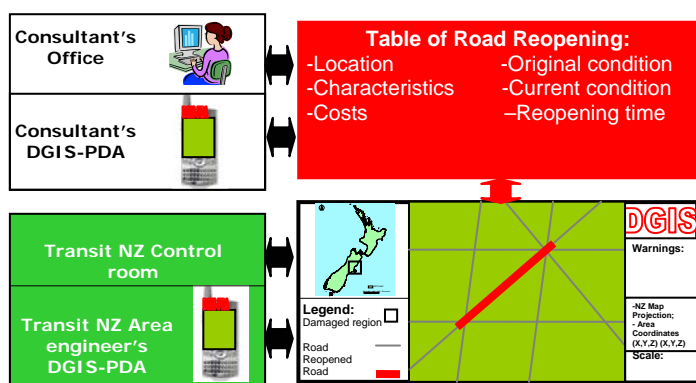 Consultant's
Office
Consultant's
DGIS-PDA
Table of Road Reopening:
-Location -Original condition
-Characteristics -Current condition
-Costs –Reopening time
Transit NZ Control
room
Transit NZ Area
engineer's
DGIS-PDA
Legend:
Damaged region
Road
Reopened
Road
DGIS
Warnings:
-NZ Map
Projection;
- Area
Coordinates
(X,Y,Z) (X,Y,Z)
Scale: